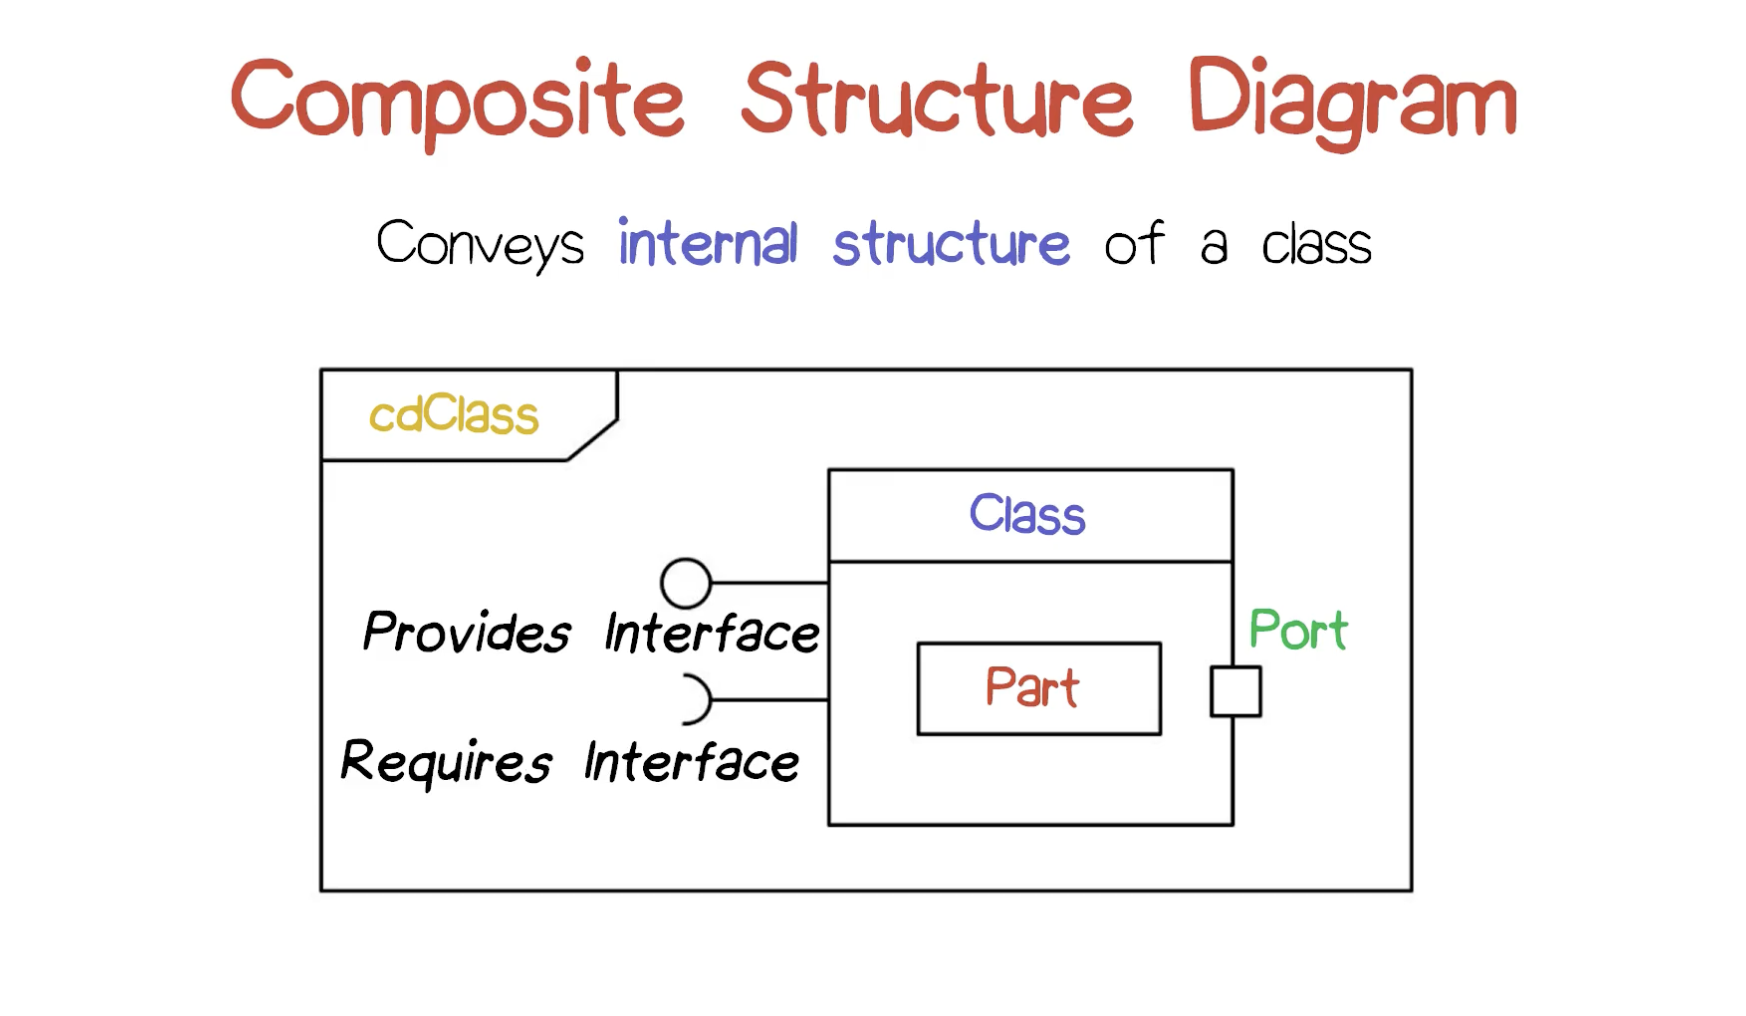 Composite Structure Diagram
Conveys internal structure of a class
cdClass
Class
Provides Interface
Port
Part
Requires Interface